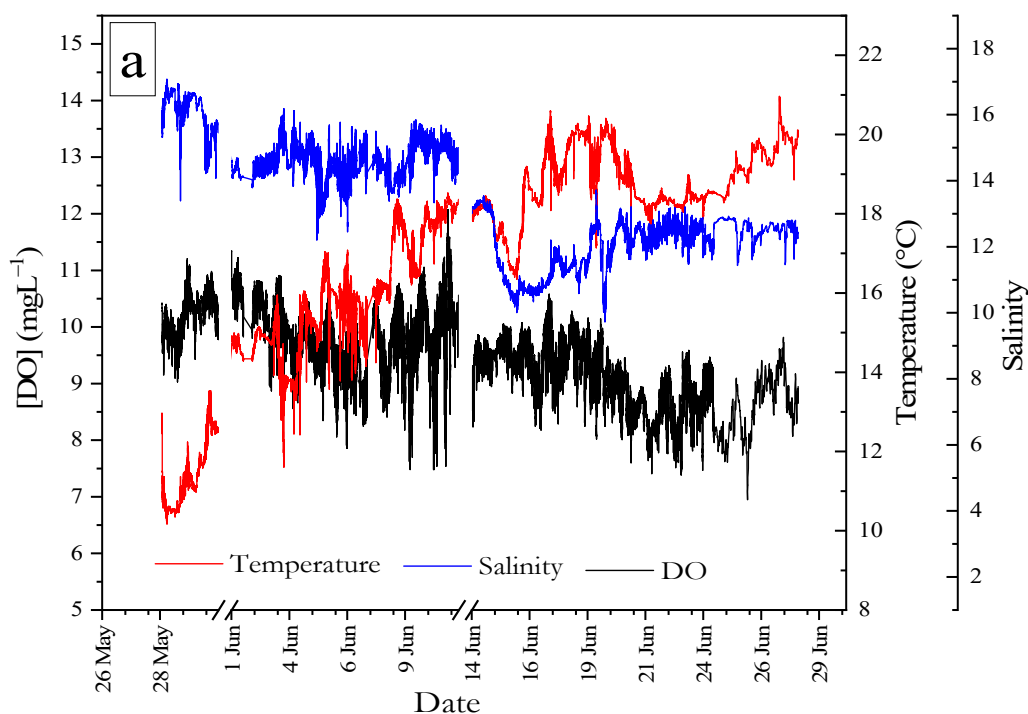 a
15
14
13
12
11
10
9
8
7
6
5
[DO] (mgL⁻¹)
22
20
18
16
14
12
10
8
Temperature (°C)
18
16
14
12
10
8
6
4
2
Salinity
Temperature
Salinity
DO
26 May
28 May
1 Jun
4 Jun
6 Jun
9 Jun
14 Jun
16 Jun
19 Jun
21 Jun
24 Jun
26 Jun
29 Jun
Date